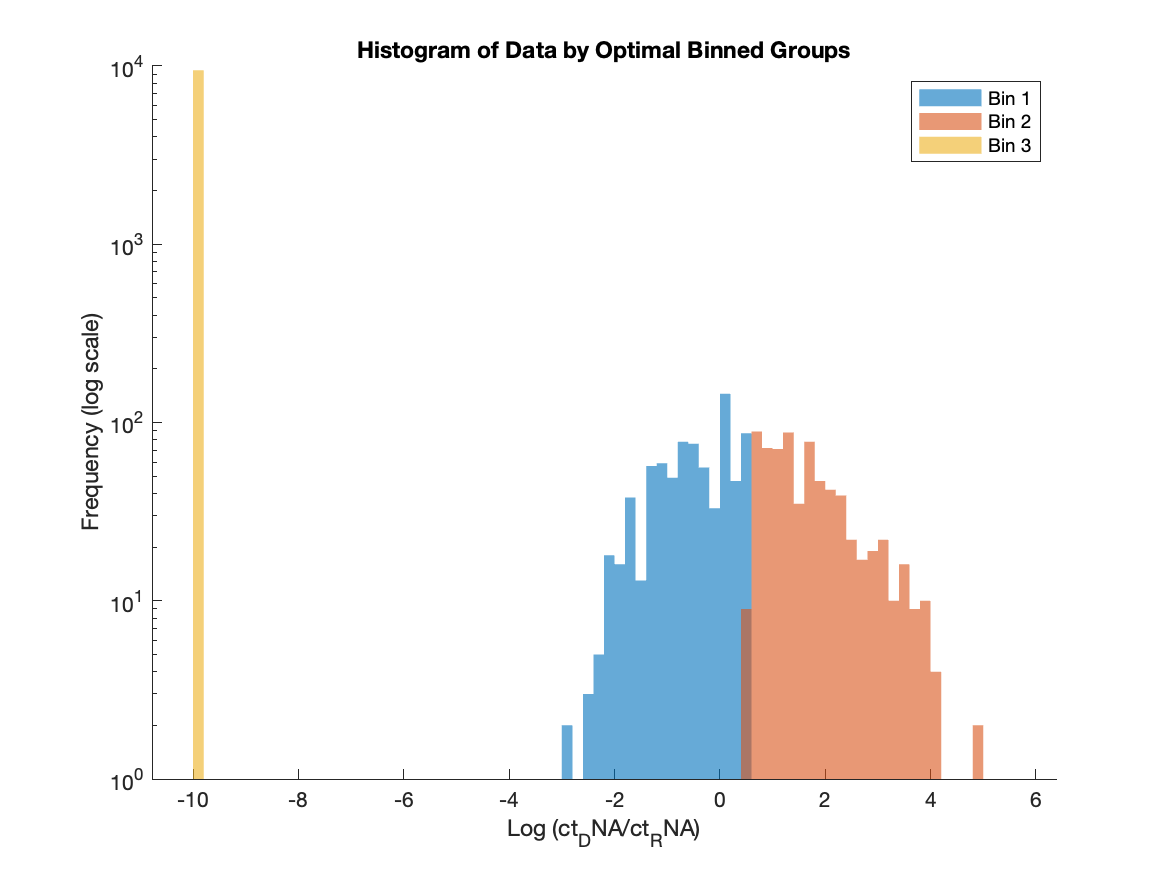 Histogram of Data by Optimal Binned Groups
Bin 1
Bin 2
Bin 3
Frequency (log scale)
10^4
10^3
10^2
10^1
10^0
-10 -8 -6 -4 -2 0 2 4 6
Log (ct_DNA/ct_RNA)